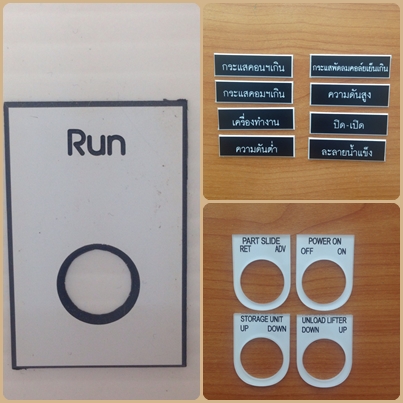 Run
กระแสคอนฯเกิน
กระแสพัดลมคอล์ยเย็นเกิน
กระแสคอมฯเกิน
ความดันสูง
เครื่องทำงาน
ปิด-เปิด
ความดันต่ำ
ละลายน้ำแข็ง
PART SLIDE
RET ADV
POWER ON
OFF ON
STORAGE UNIT
UP DOWN
UNLOAD LIFTER
DOWN UP